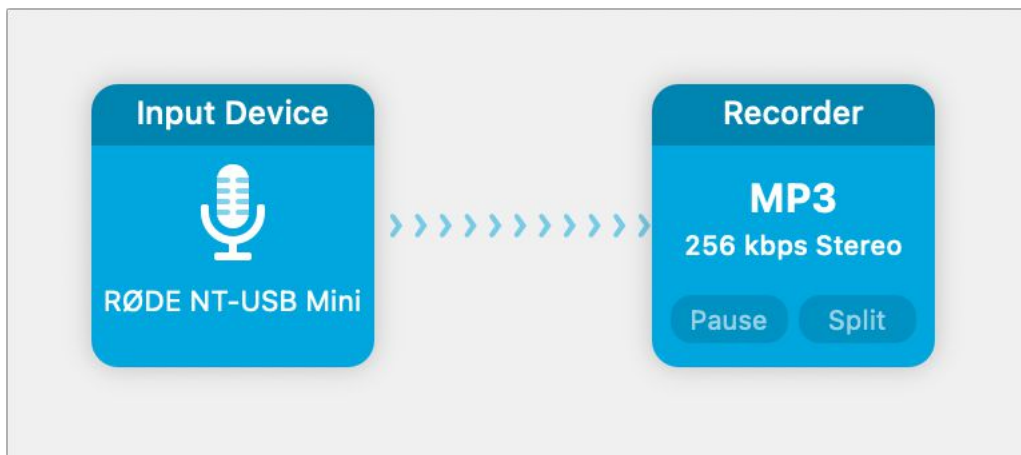 Input Device
RØDE NT-USB Mini
Recorder
MP3
256 kbps Stereo
Pause Split